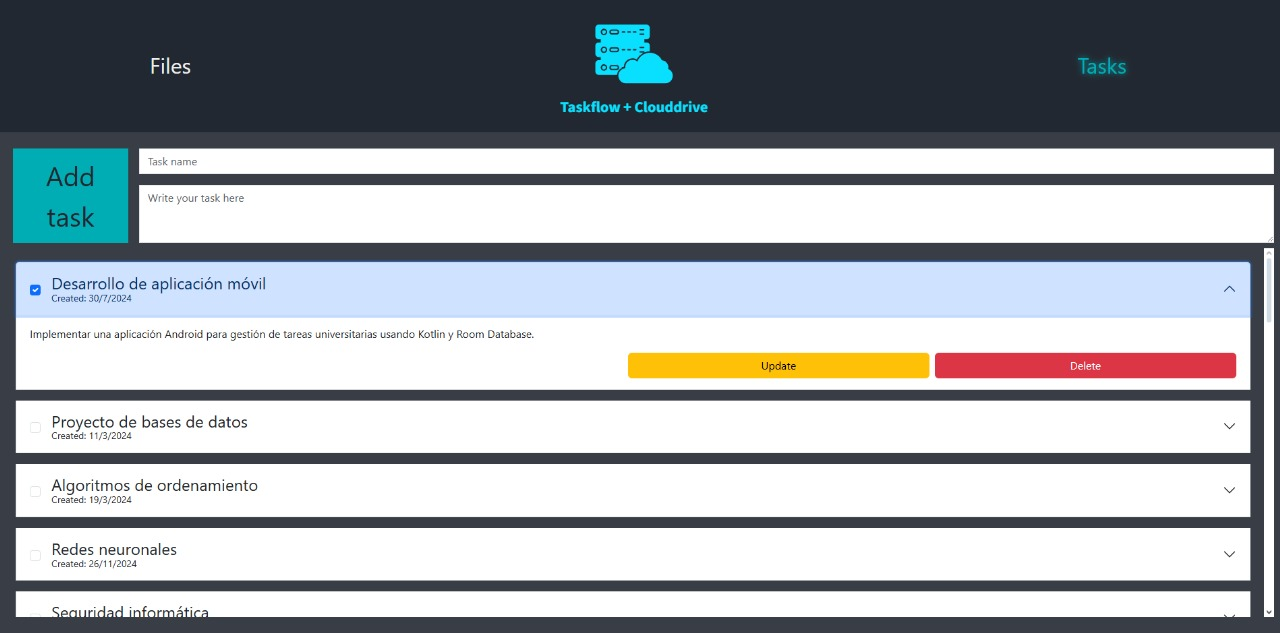 Files
Taskflow + Clouddrive
Tasks
Add
task
Task name
Write your task here
Desarrollo de aplicación móvil
Created: 30/7/2024
Implementar una aplicación Android para gestión de tareas universitarias usando Kotlin y Room Database.
Update
Delete
Proyecto de bases de datos
Created: 11/3/2024
Algoritmos de ordenamiento
Created: 19/3/2024
Redes neuronales
Created: 26/11/2024
Seguridad informática